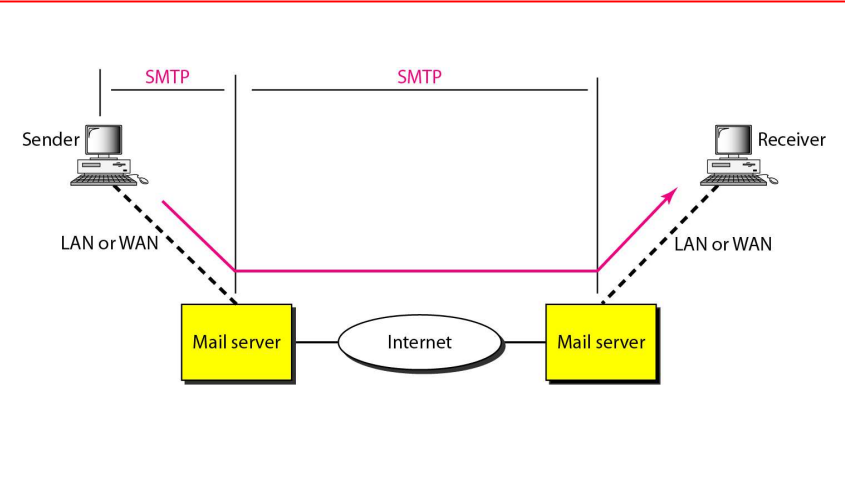 SMTP
SMTP
Sender
Receiver
LAN or WAN
LAN or WAN
Mail server
Internet
Mail server